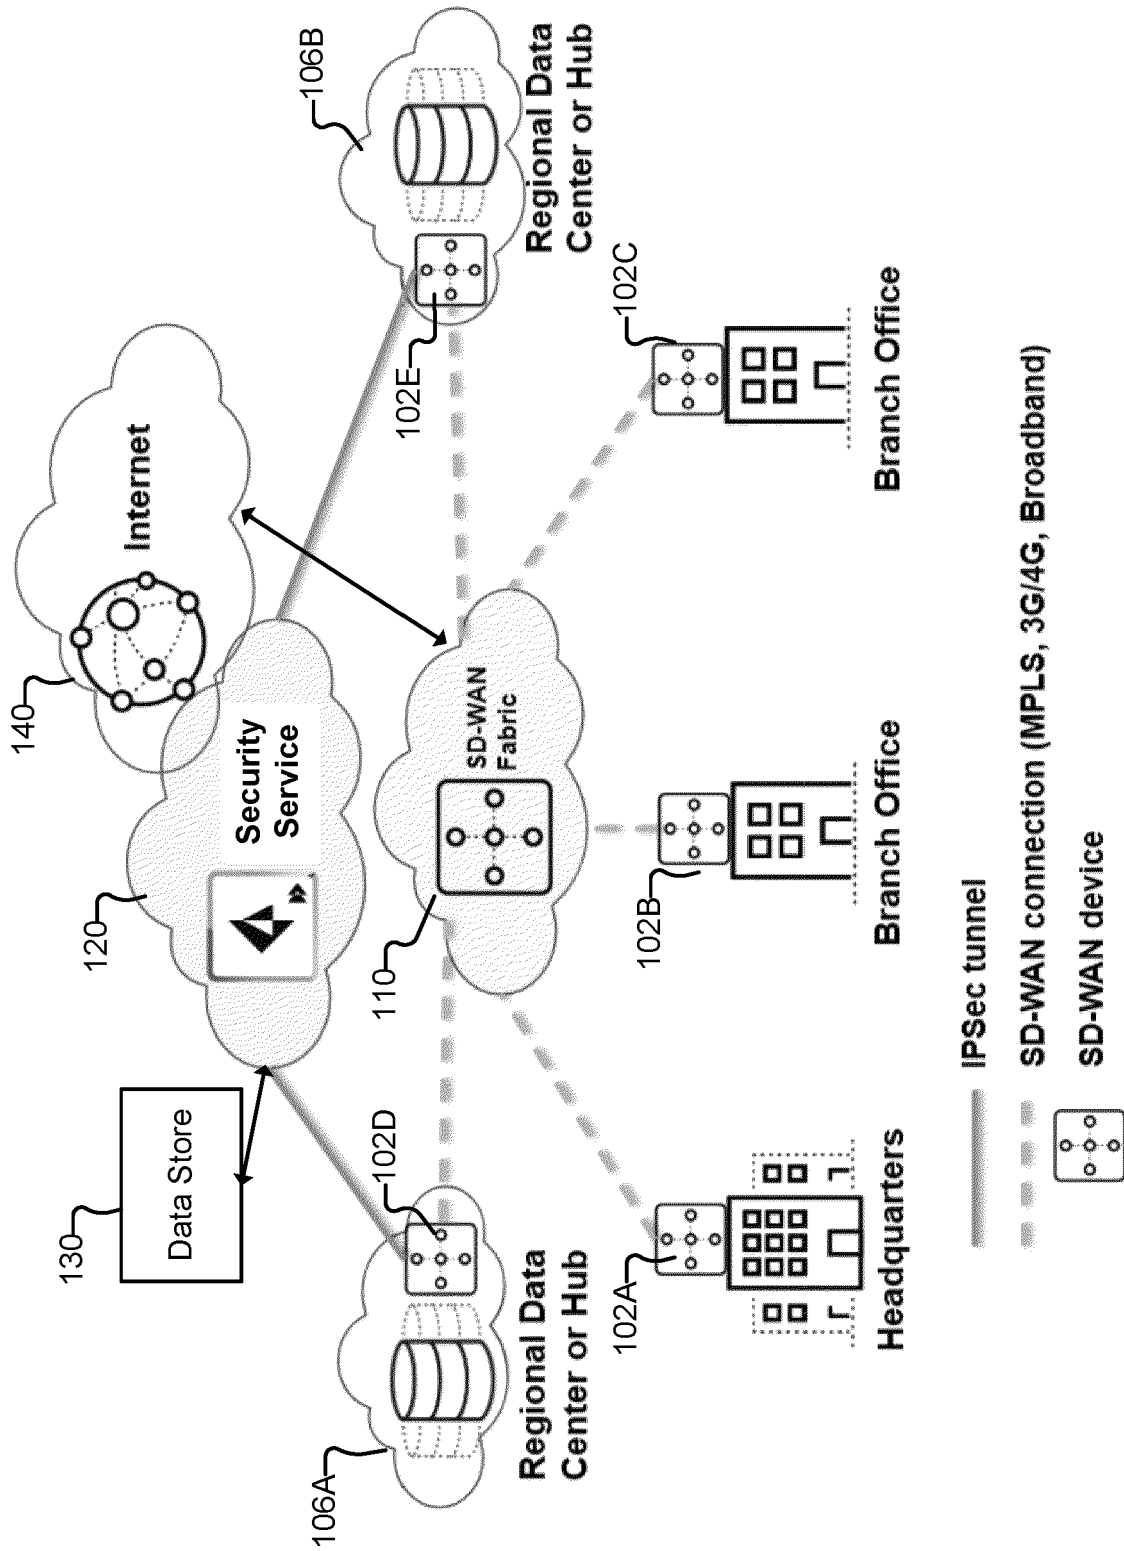 140
Internet
106B
120
Security
Service
130
Data Store
102E
Regional Data
Center or Hub
110
SD-WAN
Fabric
102D
106A
Regional Data
Center or Hub
102C
102B
102A
Headquarters
Branch Office
Branch Office
IPSec tunnel
SD-WAN connection (MPLS, 3G/4G, Broadband)
SD-WAN device